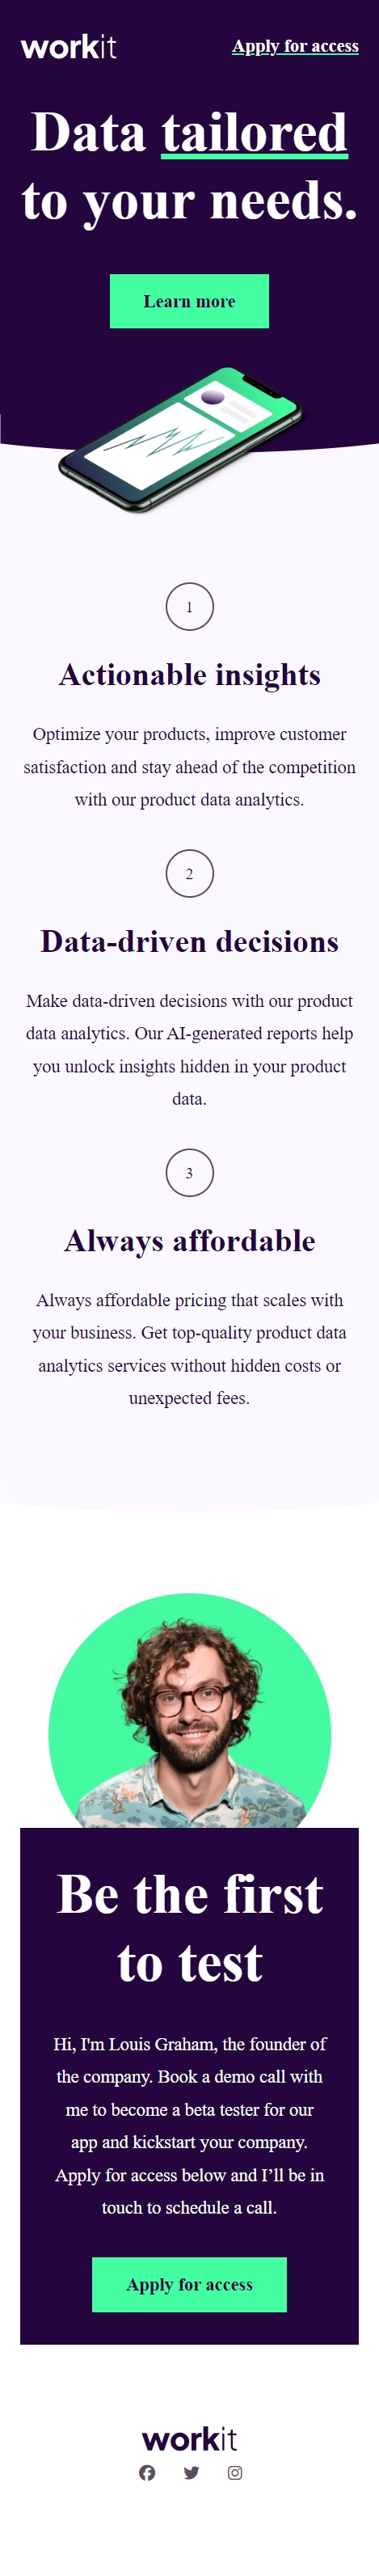 workit
Apply for access
Data tailored
to your needs.
Learn more
1
Actionable insights
Optimize your products, improve customer
satisfaction and stay ahead of the competition
with our product data analytics.
2
Data-driven decisions
Make data-driven decisions with our product
data analytics. Our AI-generated reports help
you unlock insights hidden in your product
data.
3
Always affordable
Always affordable pricing that scales with
your business. Get top-quality product data
analytics services without hidden costs or
unexpected fees.
Be the first
to test
Hi, I'm Louis Graham, the founder of
the company. Book a demo call with
me to become a beta tester for our
app and kickstart your company.
Apply for access below and I’ll be in
touch to schedule a call.
Apply for access
workit